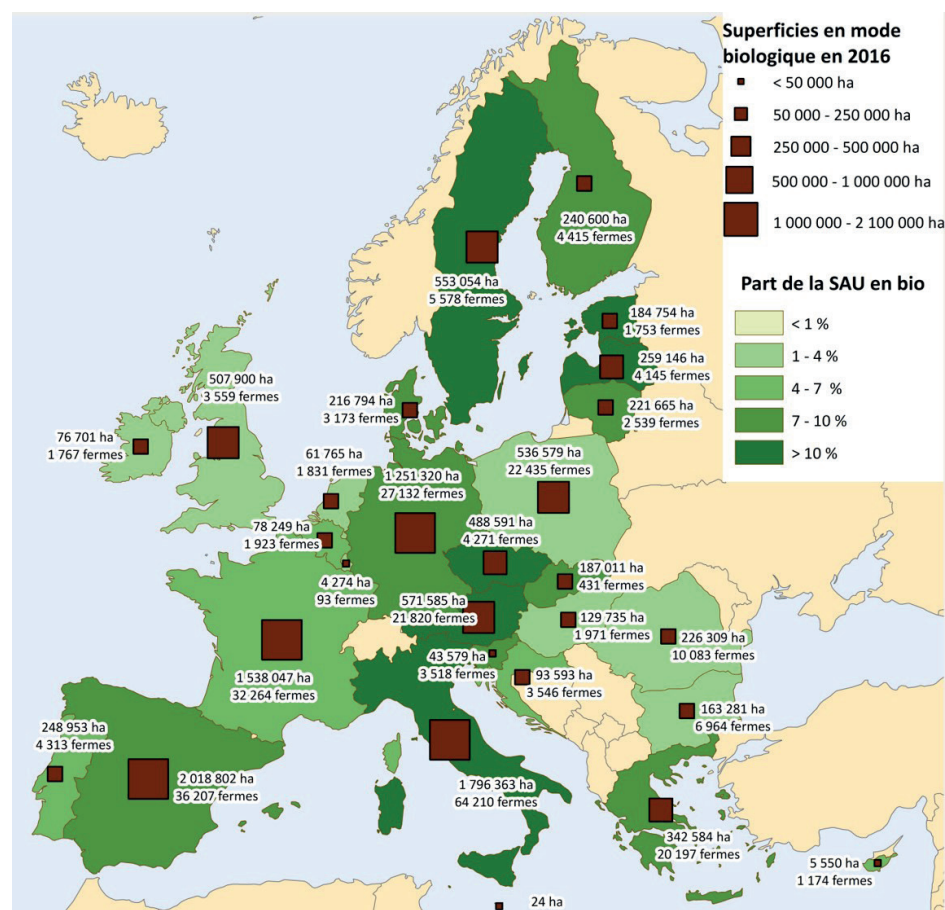 Superficies en mode
biologique en 2016
< 50 000 ha
50 000 - 250 000 ha
250 000 - 500 000 ha
500 000 - 1 000 000 ha
1 000 000 - 2 100 000 ha
Part de la SAU en bio
< 1 %
1 - 4 %
4 - 7 %
7 - 10 %
> 10 %
240 600 ha
4 415 fermes
553 054 ha
5 578 fermes
184 754 ha
1 753 fermes
259 146 ha
4 145 fermes
221 665 ha
2 539 fermes
216 794 ha
3 173 fermes
507 900 ha
3 559 fermes
76 701 ha
1 767 fermes
61 765 ha
1 831 fermes
1 251 320 ha
27 132 fermes
536 579 ha
22 435 fermes
78 249 ha
1 923 fermes
488 591 ha
4 271 fermes
4 274 ha
93 fermes
187 011 ha
431 fermes
571 585 ha
21 820 fermes
129 735 ha
1 971 fermes
226 309 ha
10 083 fermes
43 579 ha
3 518 fermes
93 593 ha
3 546 fermes
1 538 047 ha
32 264 fermes
163 281 ha
6 964 fermes
248 953 ha
4 313 fermes
2 018 802 ha
36 207 fermes
1 796 363 ha
64 210 fermes
342 584 ha
20 197 fermes
5 550 ha
1 174 fermes
24 ha